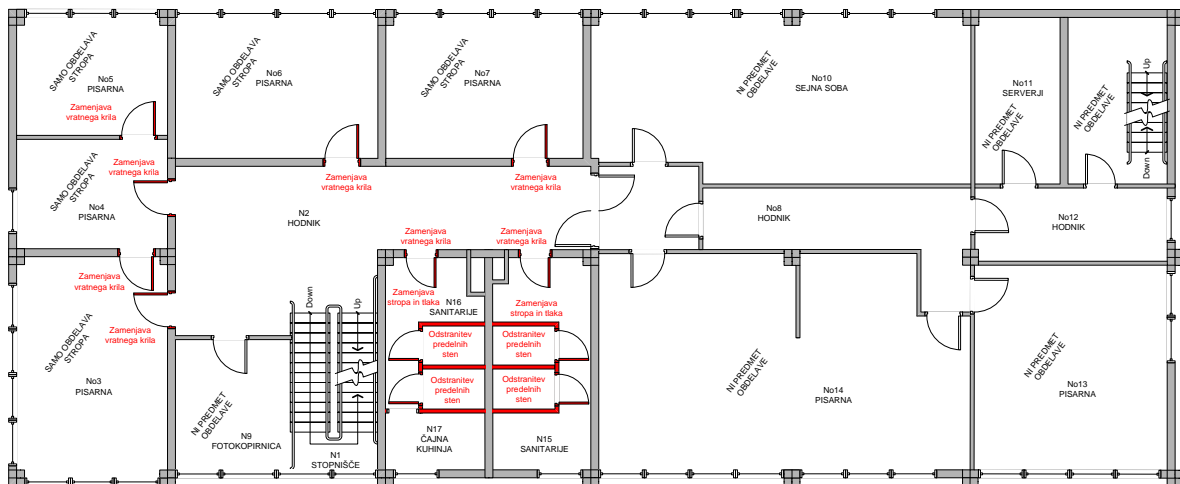 SAMO OBDELAVA
STROPA
No5
PISARNA
Zamenjava
vratnega krila
SAMO OBDELAVA
STROPA
No6
PISARNA
SAMO OBDELAVA
STROPA
No7
PISARNA
NI PREDMET
OBDELAVE
No10
SEJNA SOBA
No11
SERVERJI
NI PREDMET
OBDELAVE
NI PREDMET
OBDELAVE
Up
Down
Zamenjava
vratnega krila
SAMO OBDELAVA
STROPA
No4
PISARNA
Zamenjava
vratnega krila
Zamenjava
vratnega krila
N2
HODNIK
No8
HODNIK
No12
HODNIK
Zamenjava
vratnega krila
Zamenjava
vratnega krila
Zamenjava
vratnega krila
Zamenjava
vratnega krila
SAMO OBDELAVA
STROPA
No3
PISARNA
Down
Up
Zamenjava
stropa in tlaka
N16
SANITARIJE
Zamenjava
stropa in tlaka
Odstranitev
predelnih
sten
Odstranitev
predelnih
sten
Odstranitev
predelnih
sten
Odstranitev
predelnih
sten
NI PREDMET
OBDELAVE
N9
FOTOKOPIRNICA
N1
STOPNIŠČE
N17
ČAJNA
KUHINJA
N15
SANITARIJE
NI PREDMET
OBDELAVE
No14
PISARNA
NI PREDMET
OBDELAVE
No13
PISARNA